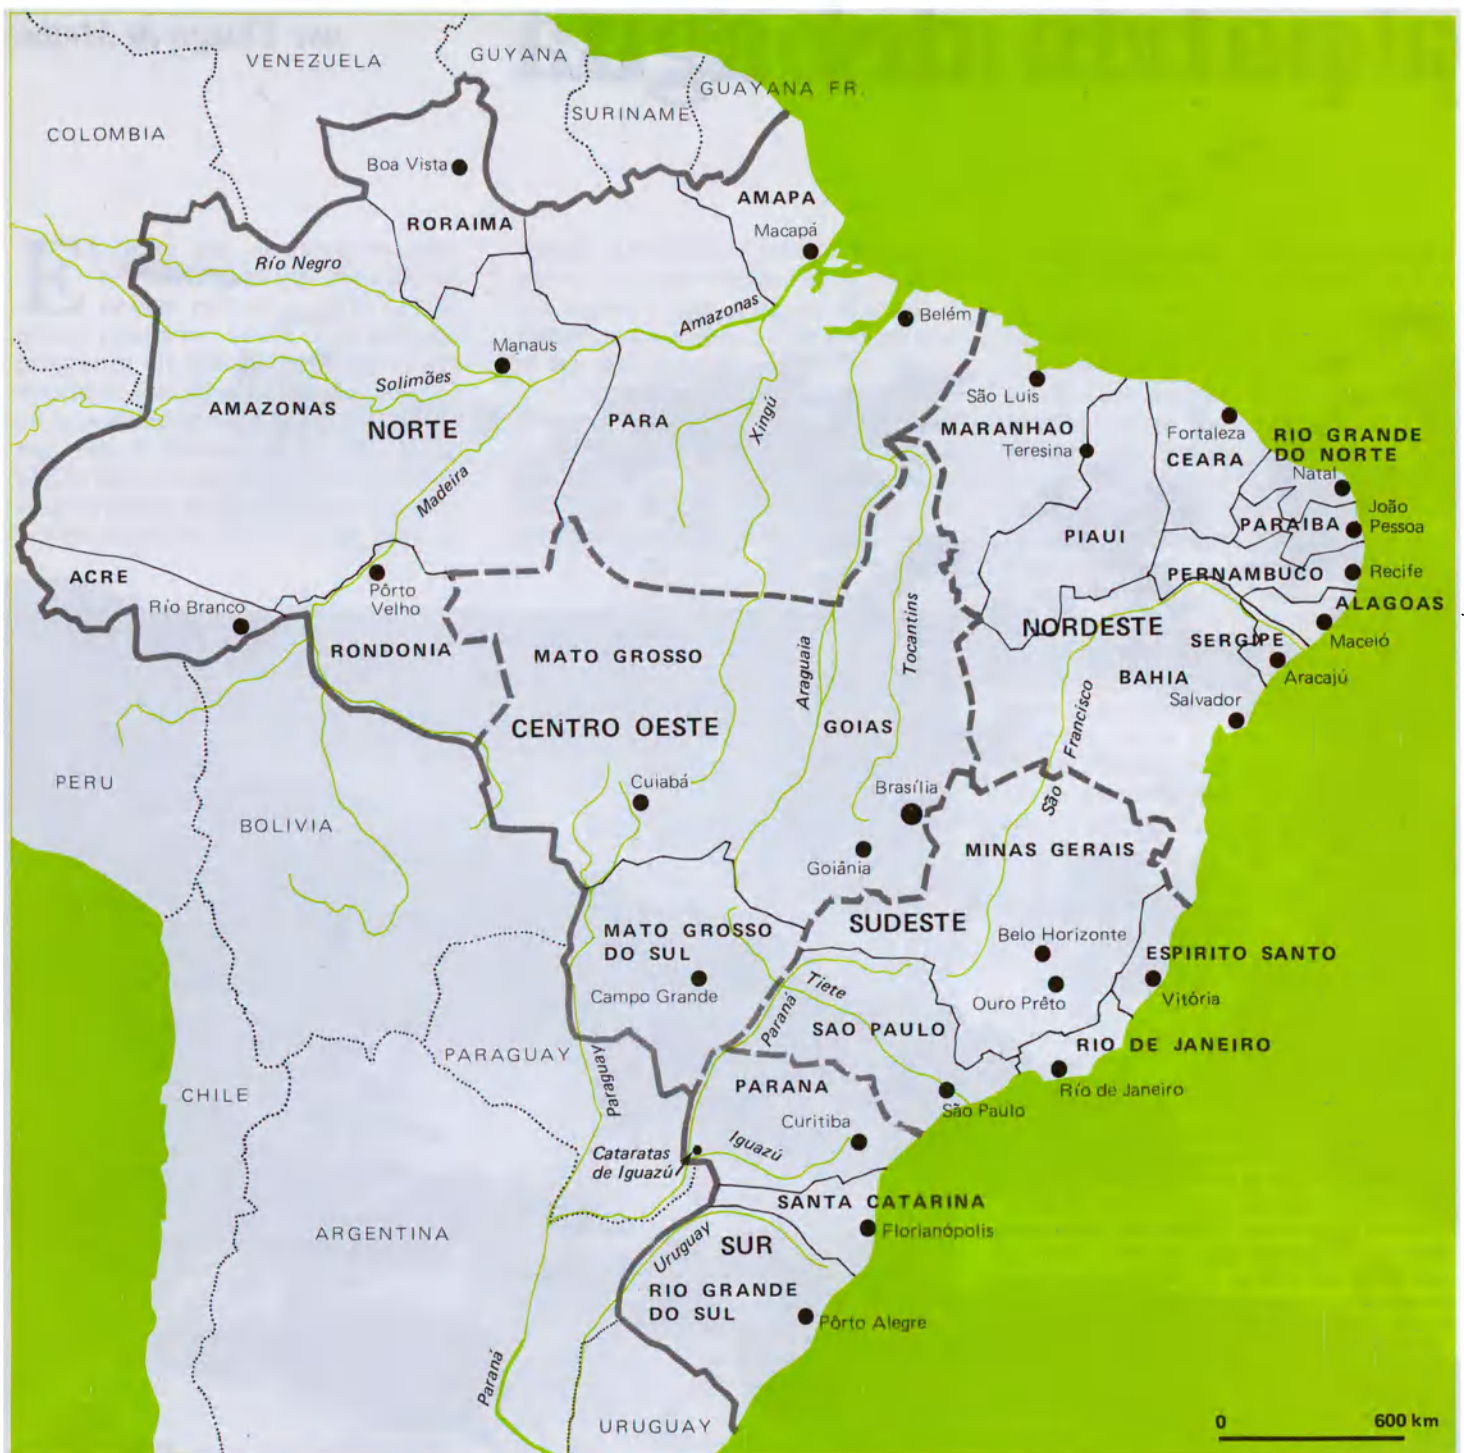 VENEZUELA
GUYANA
GUAYANA FR.
SURINAME
COLOMBIA
Boa Vista
AMAPA
RORAIMA
Macapá
Río Negro
Amazonas
Belém
Manaus
Solimões
São Luis
AMAZONAS
NORTE
PARA
Xingú
MARANHAO
Teresina
Fortaleza
CEARA
RIO GRANDE
DO NORTE
Natal
Madeira
João
Pessoa
PARAIBA
PIAUI
ACRE
Pôrto
Velho
PERNAMBUCO
Recife
Río Branco
ALAGOAS
NORDESTE
Maceió
RONDONIA
MATO GROSSO
Araguaia
Tocantins
SERGIPE
BAHIA
Aracajú
Salvador
CENTRO OESTE
GOIAS
São Francisco
PERU
Cuiabá
Brasília
BOLIVIA
MINAS GERAIS
Goiânia
SUDESTE
MATO GROSSO
DO SUL
Belo Horizonte
ESPIRITO SANTO
Campo Grande
Tiete
Ouro Prêto
Vitória
Paraná
SAO PAULO
RIO DE JANEIRO
PARAGUAY
Paraguay
CHILE
PARANA
Río de Janeiro
São Paulo
Curitiba
Cataratas
de Iguazú
Iguazú
SANTA CATARINA
ARGENTINA
Florianópolis
Uruguay
SUR
RIO GRANDE
DO SUL
Pôrto Alegre
Paraná
URUGUAY
0 600 km